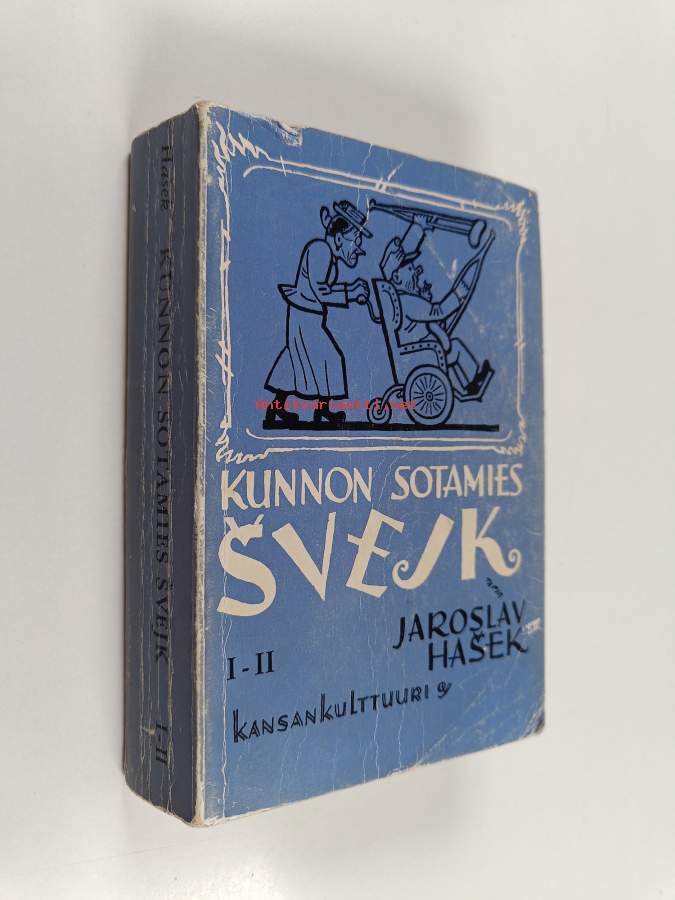 Hašek KUNNON SOTAMIES ŠVEJK I-II
Antikvariaatti.net
KUNNON SOTAMIES
ŠVEJK
JAROSLAV
HAŠEK
I-II
KANSANKULTTUURI OY